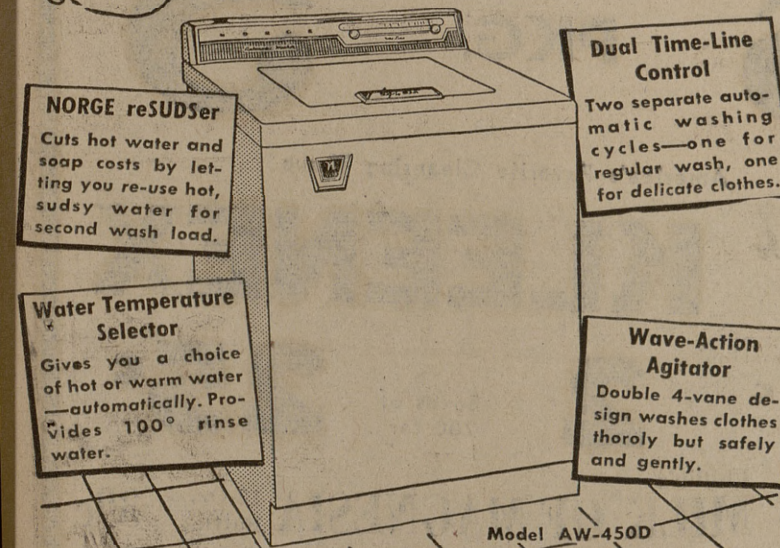 NORGE reSUDSer
Cuts hot water and
soap costs by let-
ting you re-use hot,
sudsy water for
second wash load.
Water Temperature
Selector
Gives you a choice
of hot or warm water
—automatically. Pro-
vides 100° rinse
water.
Dual Time-Line
Control
Two separate auto-
matic washing
cycles—one for
regular wash, one
for delicate clothes.
Wave-Action
Agitator
Double 4-vane de-
sign washes clothes
thoroly but safely
and gently.
Model AW-450D